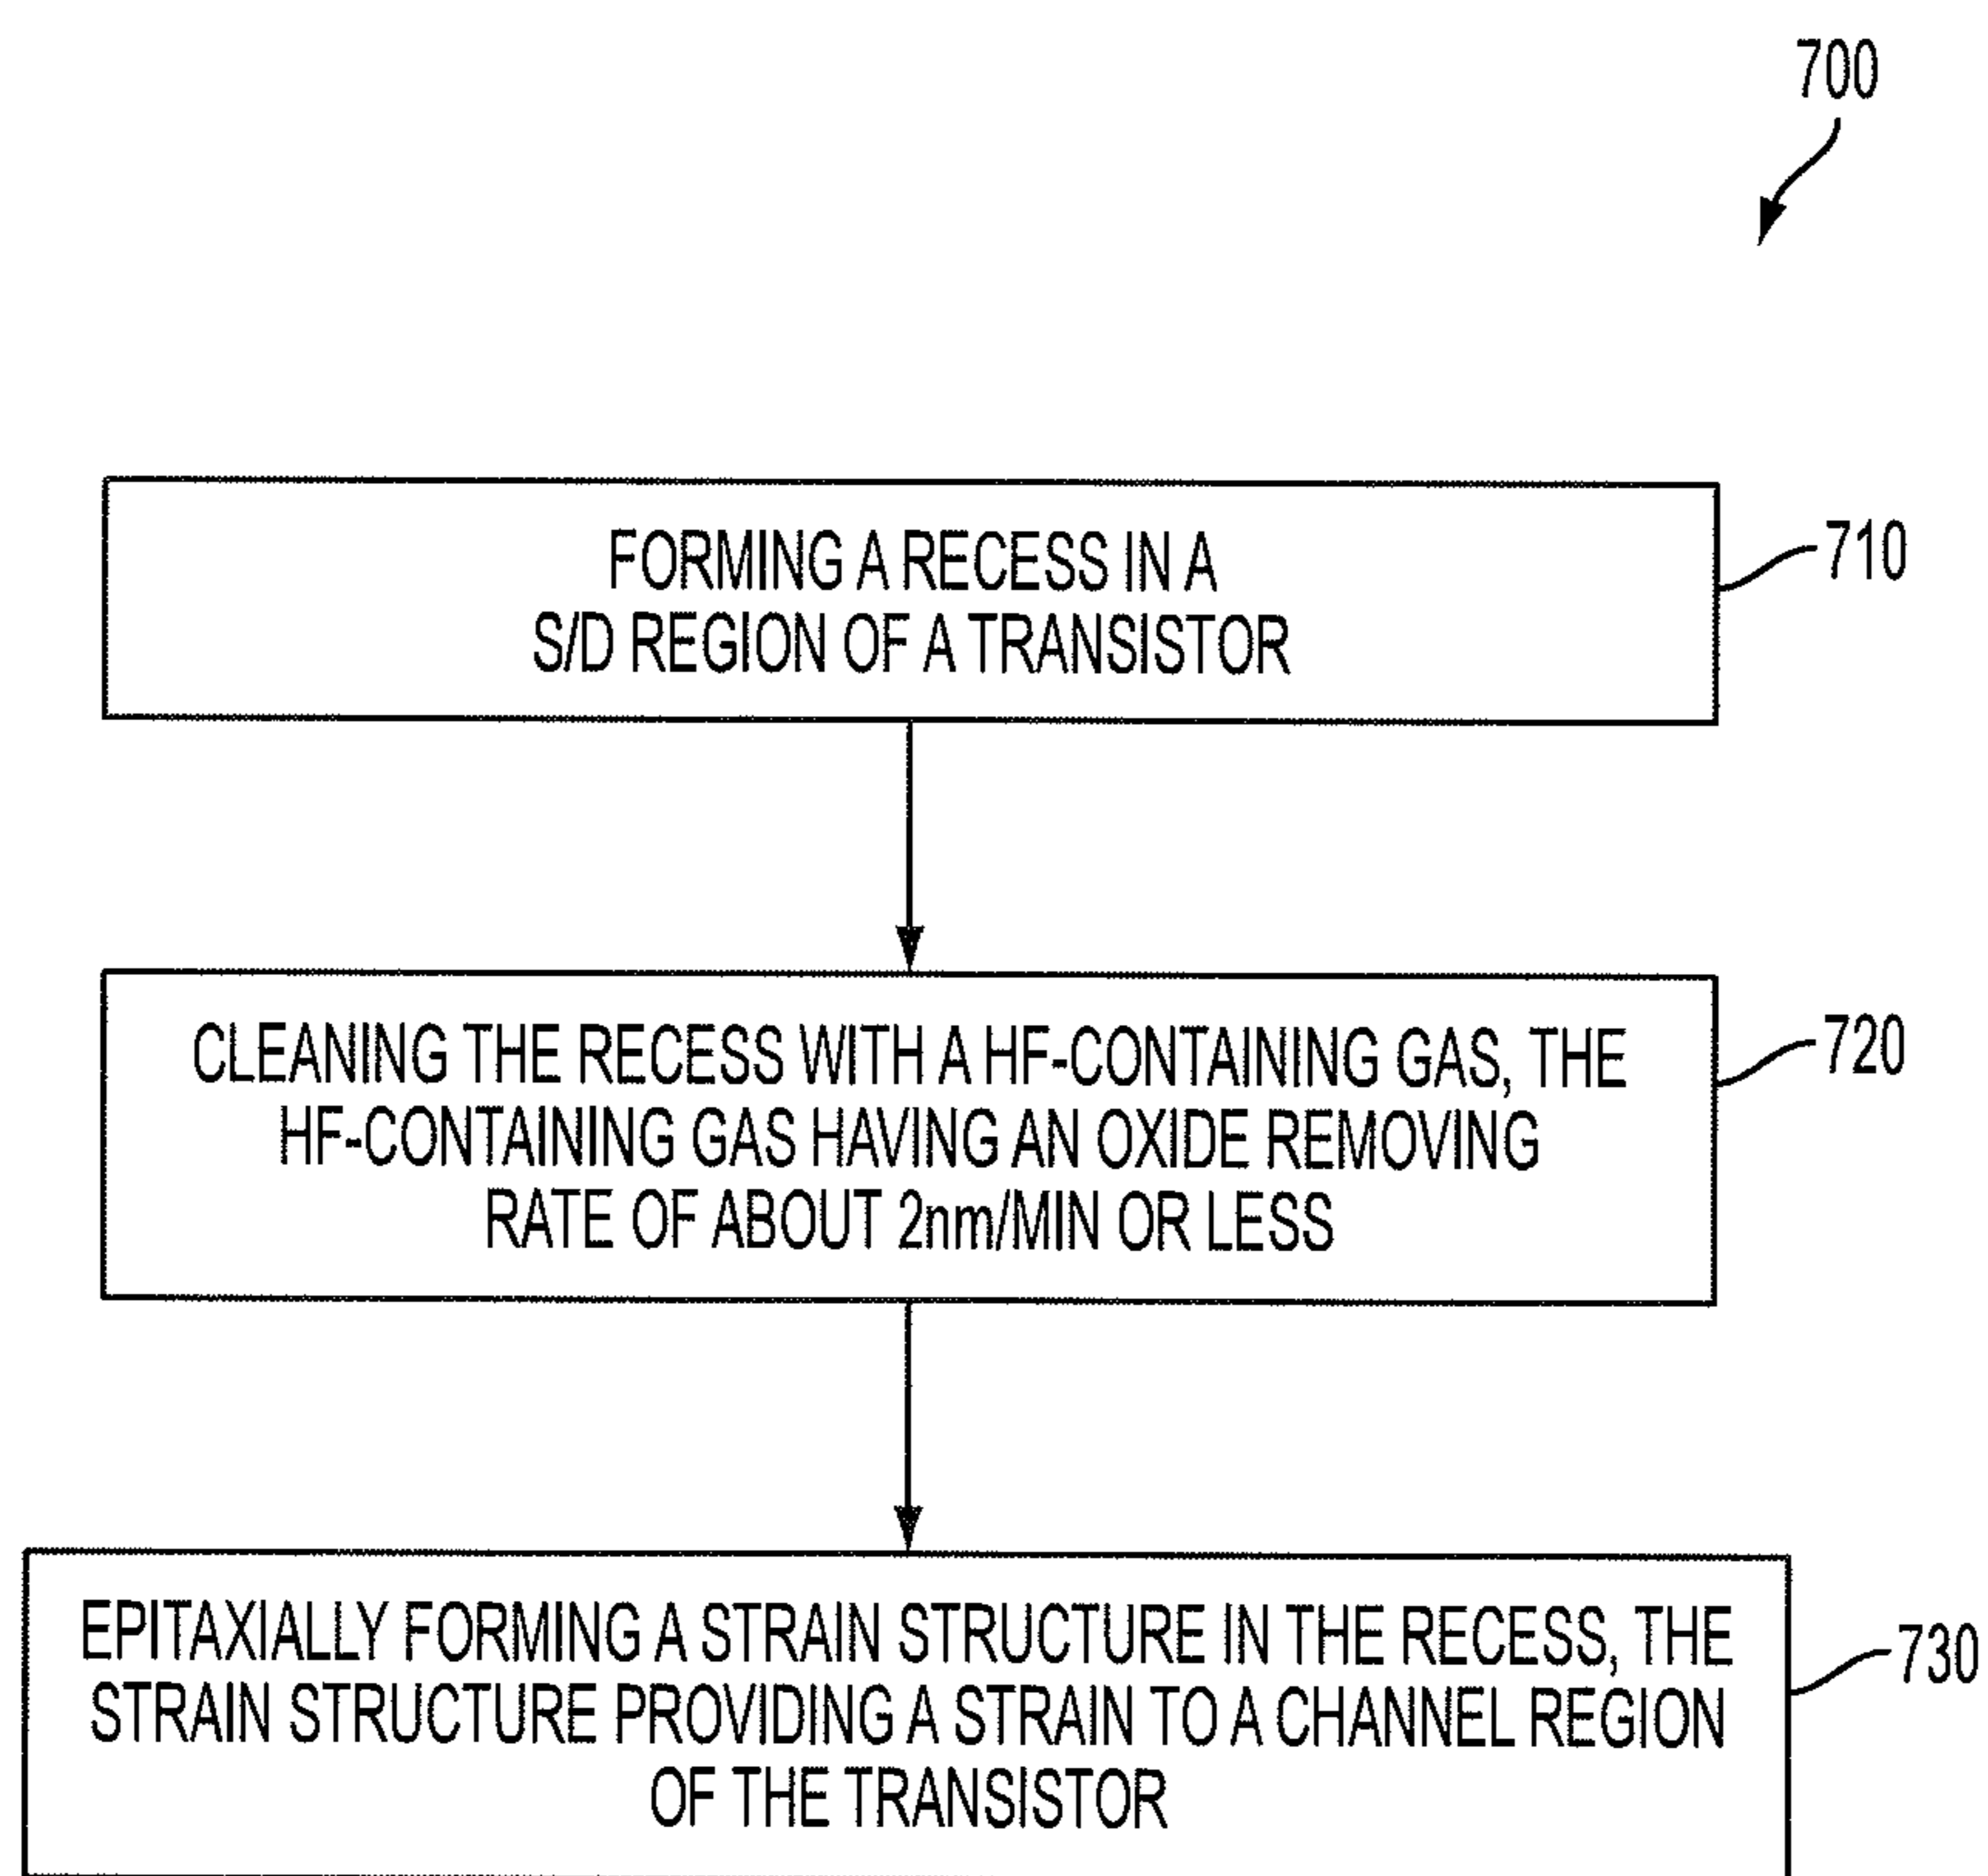 700
FORMING A RECESS IN A
S/D REGION OF A TRANSISTOR
710
CLEANING THE RECESS WITH A HF-CONTAINING GAS, THE
HF-CONTAINING GAS HAVING AN OXIDE REMOVING
RATE OF ABOUT 2nm/MIN OR LESS
720
EPITAXIALLY FORMING A STRAIN STRUCTURE IN THE RECESS, THE
STRAIN STRUCTURE PROVIDING A STRAIN TO A CHANNEL REGION
OF THE TRANSISTOR
730